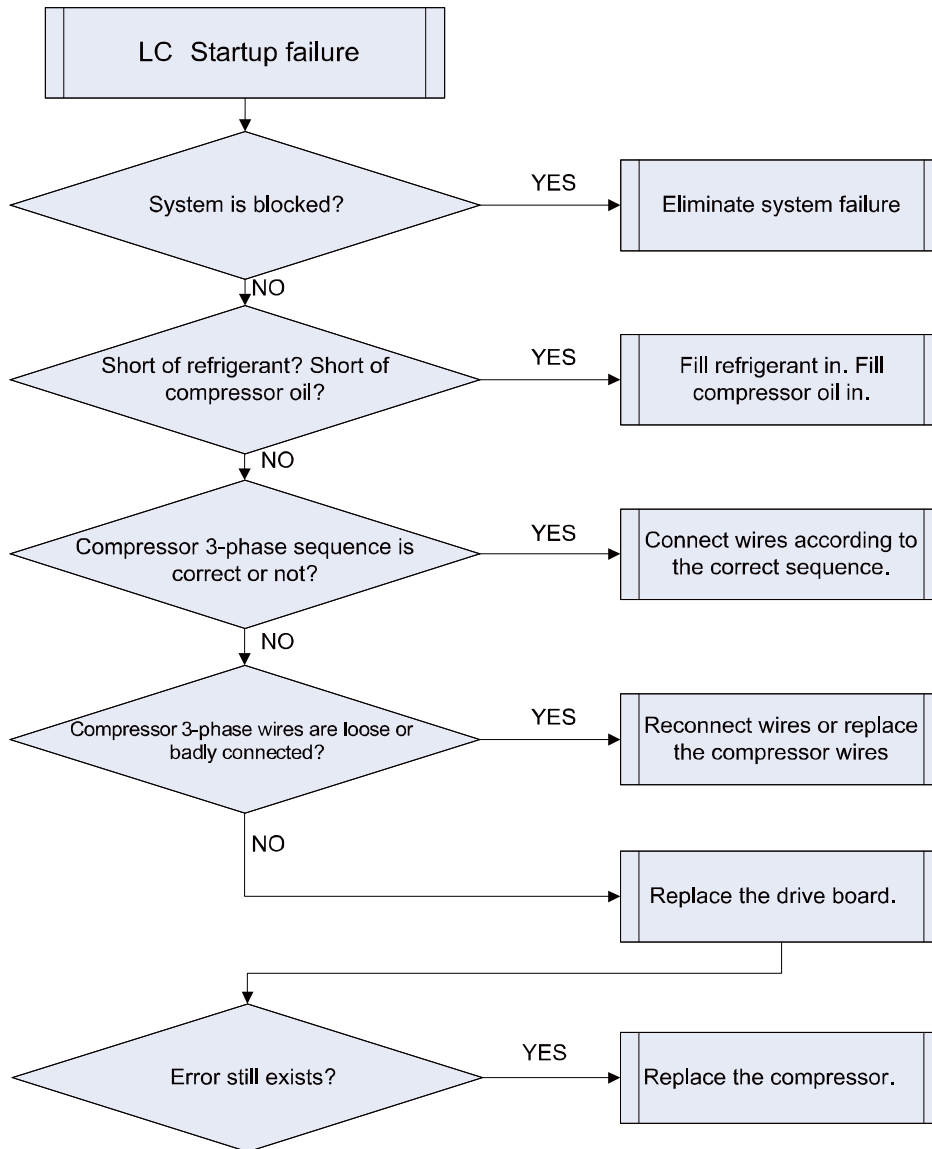 LC Startup failure
System is blocked?
YES
Eliminate system failure
NO
Short of refrigerant? Short of
compressor oil?
YES
Fill refrigerant in. Fill
compressor oil in.
NO
Compressor 3-phase sequence is
correct or not?
YES
Connect wires according to
the correct sequence.
NO
Compressor 3-phase wires are loose or
badly connected?
YES
Reconnect wires or replace
the compressor wires
NO
Replace the drive board.
Error still exists?
YES
Replace the compressor.